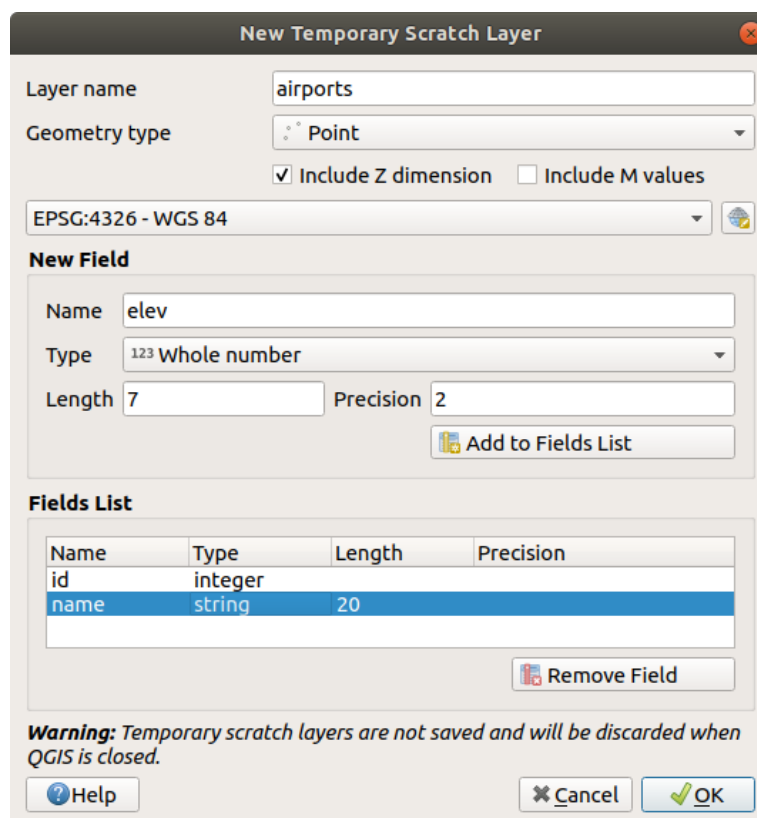 New Temporary Scratch Layer
Layer name airports
Geometry type Point
Include Z dimension Include M values
EPSG:4326 - WGS 84
New Field
Name elev
Type 123 Whole number
Length 7 Precision 2
Add to Fields List
Fields List
Name Type Length Precision
id integer
name string 20
Remove Field
Warning: Temporary scratch layers are not saved and will be discarded when
QGIS is closed.
Help Cancel OK